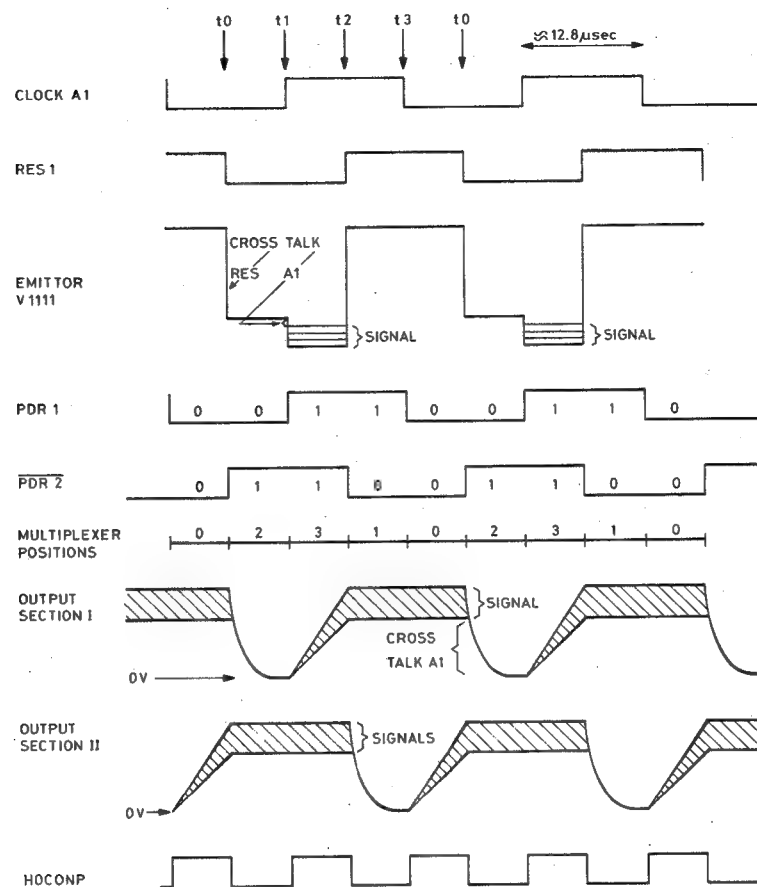 t0 t1 t2 t3 t0 ≈12.8µsec
CLOCK A1
RES 1
CROSS TALK
RES A1
EMITTOR
V1111
SIGNAL SIGNAL
PDR 1 0 0 1 1 0 0 1 1 0
PDR 2 0 1 1 0 0 1 1 0 0
MULTIPLEXER
POSITIONS
0 2 3 1 0 2 3 1 0
OUTPUT
SECTION I
SIGNAL
CROSS
TALK A1
0V
OUTPUT
SECTION II
SIGNALS
0V
HOCONP